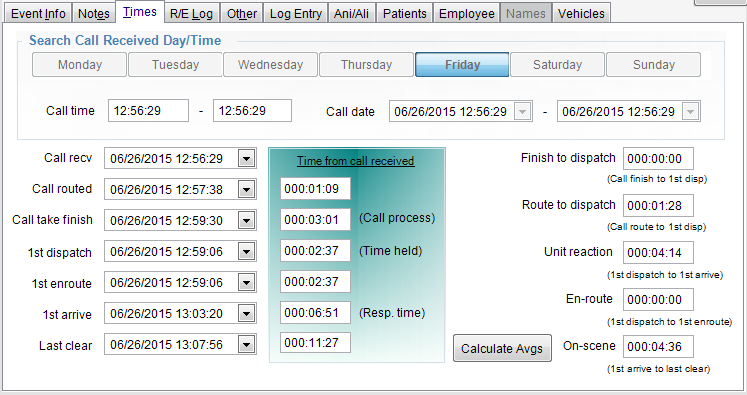 Event Info Notes Times R/E Log Other Log Entry Ani/Ali Patients Employee Names Vehicles
Search Call Received Day/Time
Monday Tuesday Wednesday Thursday Friday Saturday Sunday
Call time 12:56:29 - 12:56:29 Call date 06/26/2015 12:56:29 - 06/26/2015 12:56:29
Call recv 06/26/2015 12:56:29
Call routed 06/26/2015 12:57:38
Call take finish 06/26/2015 12:59:30
1st dispatch 06/26/2015 12:59:06
1st enroute 06/26/2015 12:59:06
1st arrive 06/26/2015 13:03:20
Last clear 06/26/2015 13:07:56
Time from call received
000:01:09
000:03:01 (Call process)
000:02:37 (Time held)
000:02:37
000:06:51 (Resp. time)
000:11:27
Calculate Avgs
Finish to dispatch 000:00:00
(Call finish to 1st disp)
Route to dispatch 000:01:28
(Call route to 1st disp)
Unit reaction 000:04:14
(1st dispatch to 1st arrive)
En-route 000:00:00
(1st dispatch to 1st enroute)
On-scene 000:04:36
(1st arrive to last clear)